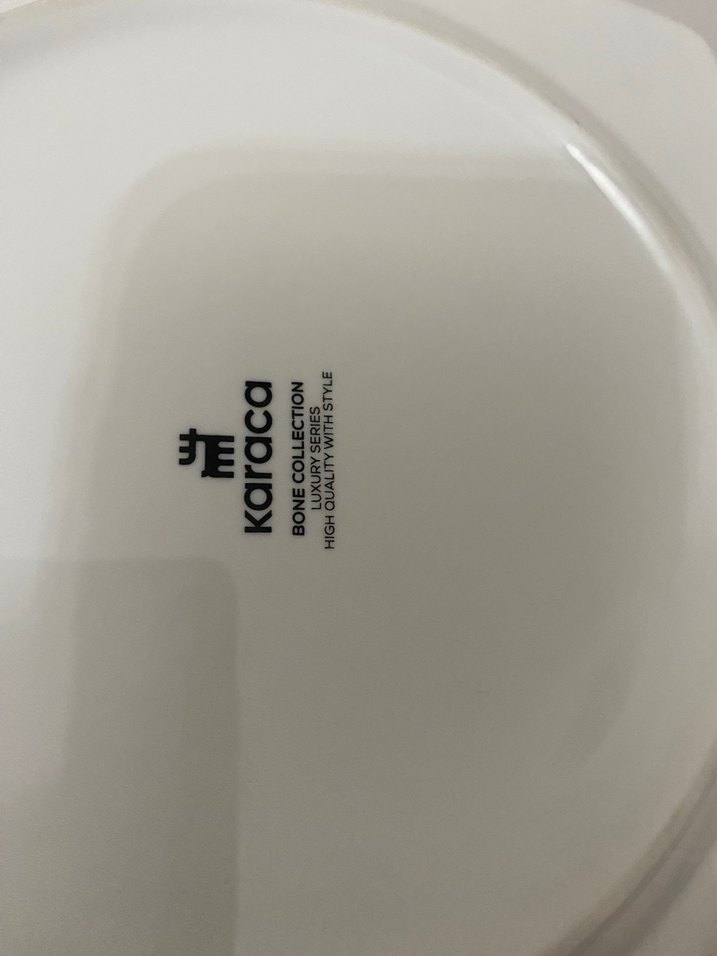 karaca
BONE COLLECTION
LUXURY SERIES
HIGH QUALITY WITH STYLE